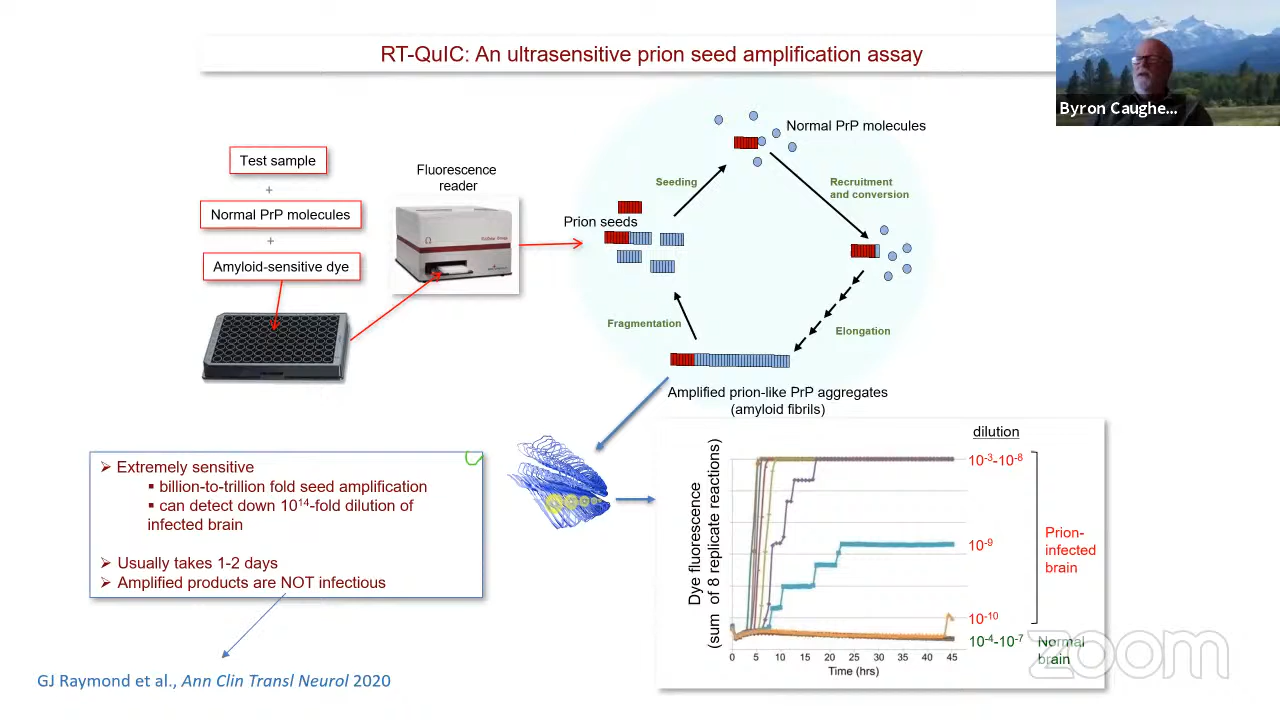 RT-QuIC: An ultrasensitive prion seed amplification assay
Byron Caughe...
Test sample
+
Normal PrP molecules
+
Amyloid-sensitive dye
Fluorescence
reader
Prion seeds
Seeding
Normal PrP molecules
Recruitment
and conversion
Elongation
Fragmentation
Amplified prion-like PrP aggregates
(amyloid fibrils)
➢ Extremely sensitive
▪ billion-to-trillion fold seed amplification
▪ can detect down 10¹⁴-fold dilution of
infected brain
➢ Usually takes 1-2 days
➢ Amplified products are NOT infectious
GJ Raymond et al., Ann Clin Transl Neurol 2020
Dye fluorescence
(sum of 8 replicate reactions)
dilution
10⁻³-10⁻⁸
10⁻⁹
10⁻¹⁰
10⁻⁴-10⁻⁷
Prion-
infected
brain
Normal
brain
0 5 10 15 20 25 30 35 40 45
Time (hrs)
zoom